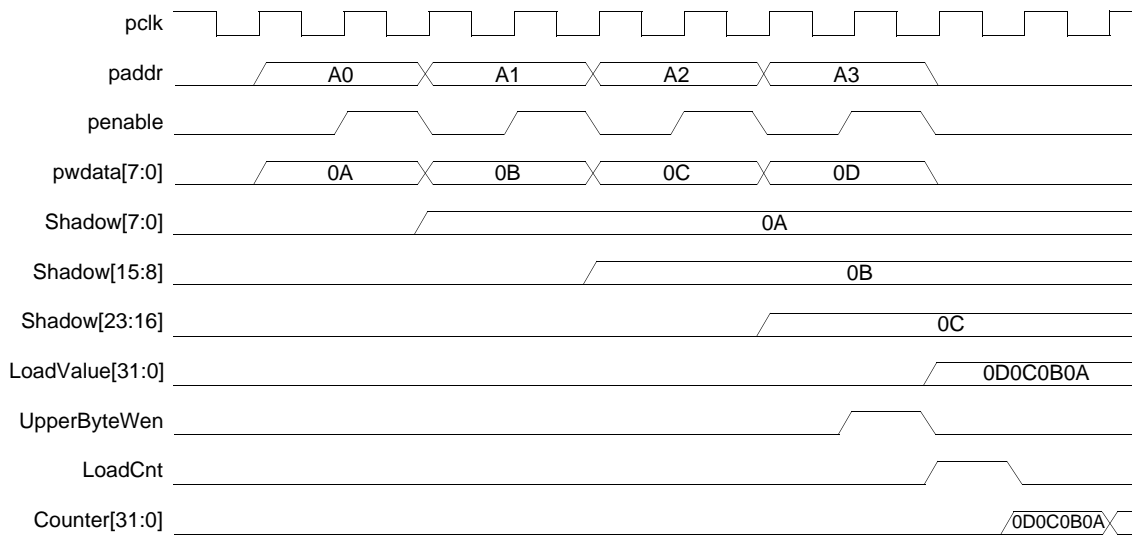 pclk
paddr A0 A1 A2 A3
penable
pwdata[7:0] 0A 0B 0C 0D
Shadow[7:0] 0A
Shadow[15:8] 0B
Shadow[23:16] 0C
LoadValue[31:0] 0D0C0B0A
UpperByteWen
LoadCnt
Counter[31:0] 0D0C0B0A